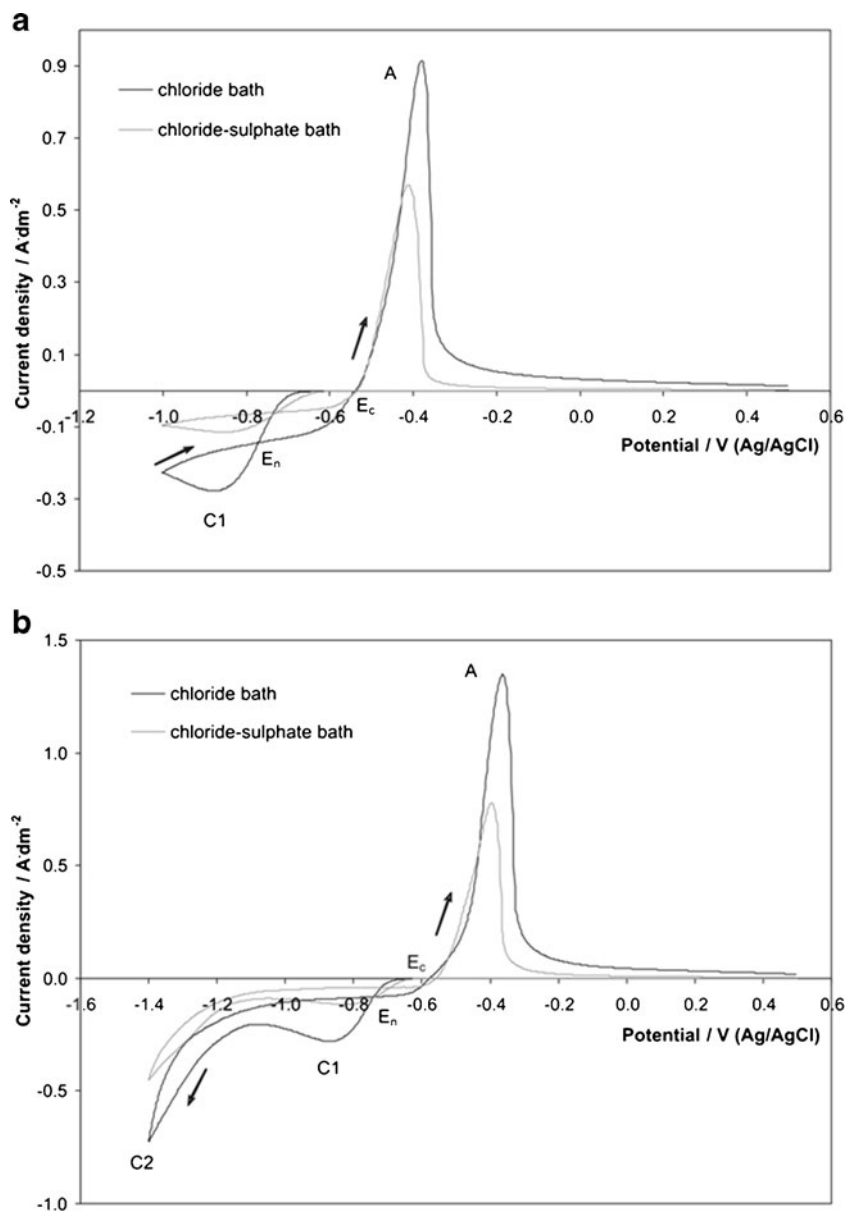 a
0.9
0.7
0.5
0.3
0.1
-0.1
-0.3
-0.5
-1.2
-1.0
-0.8
-0.6
-0.4
-0.2
0.0
0.2
0.4
0.6
Current density / A·dm-2
Potential / V (Ag/AgCl)
chloride bath
chloride-sulphate bath
A
Ec
En
C1
b
1.5
1.0
0.5
0.0
-0.5
-1.0
-1.6
-1.4
-1.2
-1.0
-0.8
-0.6
-0.4
-0.2
0.0
0.2
0.4
0.6
Current density / A·dm-2
Potential / V (Ag/AgCl)
chloride bath
chloride-sulphate bath
A
Ec
En
C1
C2